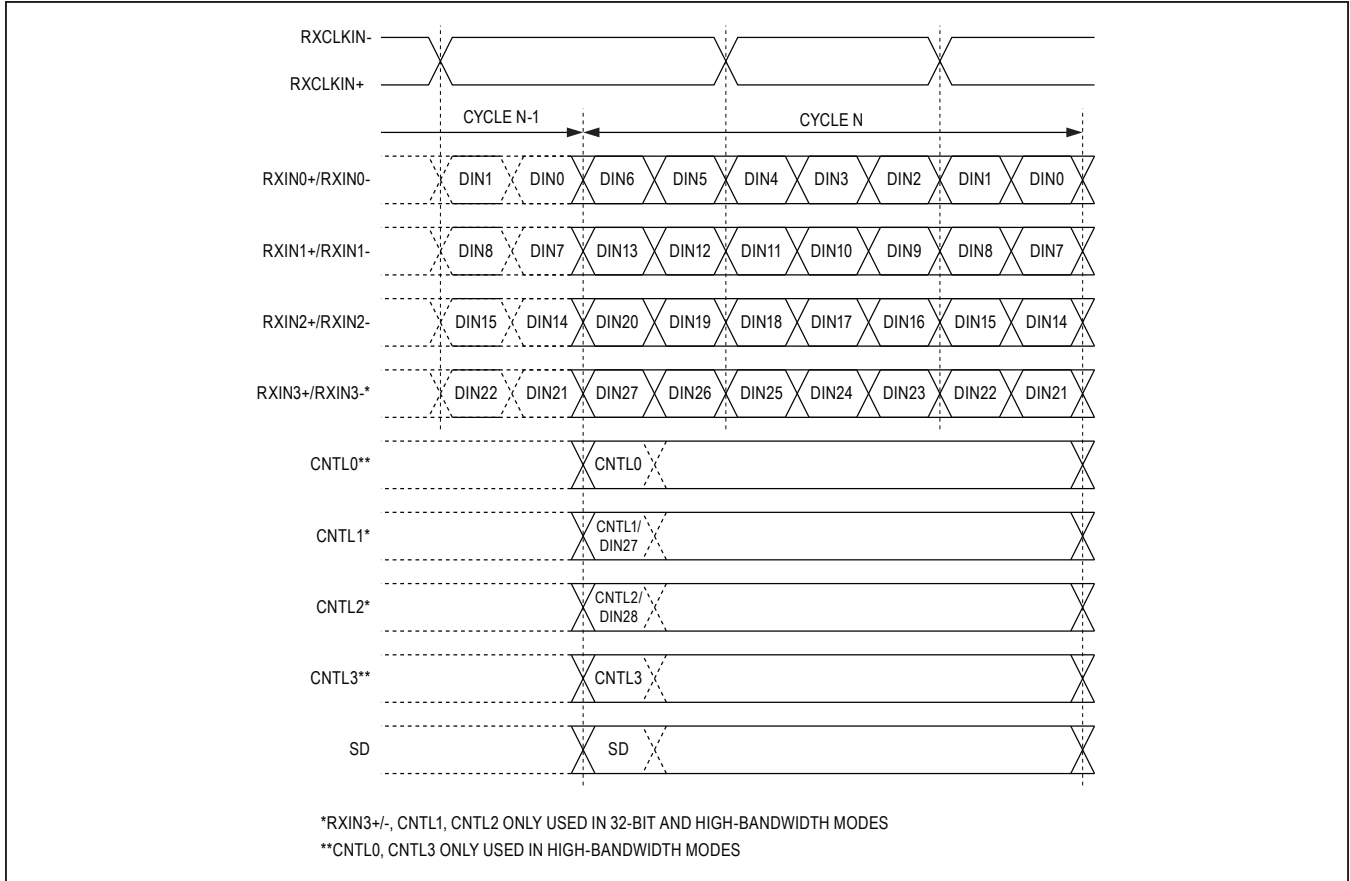 RXCLKIN-
RXCLKIN+
CYCLE N-1 CYCLE N
RXIN0+/RXIN0- DIN1 DIN0 DIN6 DIN5 DIN4 DIN3 DIN2 DIN1 DIN0
RXIN1+/RXIN1- DIN8 DIN7 DIN13 DIN12 DIN11 DIN10 DIN9 DIN8 DIN7
RXIN2+/RXIN2- DIN15 DIN14 DIN20 DIN19 DIN18 DIN17 DIN16 DIN15 DIN14
RXIN3+/RXIN3-* DIN22 DIN21 DIN27 DIN26 DIN25 DIN24 DIN23 DIN22 DIN21
CNTL0** CNTL0
CNTL1* CNTL1/
DIN27
CNTL2* CNTL2/
DIN28
CNTL3** CNTL3
SD SD
*RXIN3+/-, CNTL1, CNTL2 ONLY USED IN 32-BIT AND HIGH-BANDWIDTH MODES
**CNTL0, CNTL3 ONLY USED IN HIGH-BANDWIDTH MODES